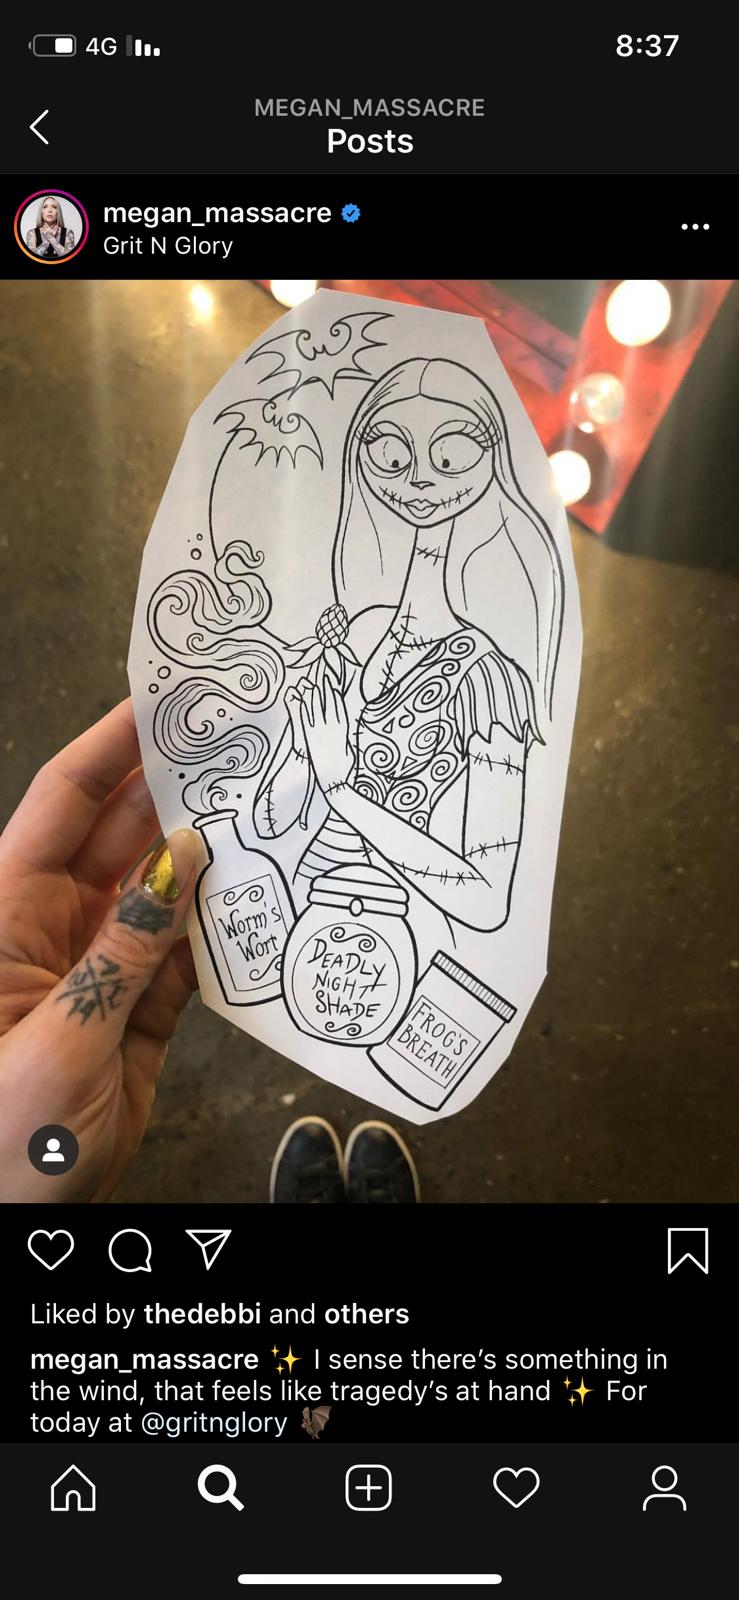 4G
8:37
MEGAN_MASSACRE
Posts
megan_massacre
Grit N Glory
Worm's
Wort
DEADLY
NIGHT
SHADE
FROG'S
BREATH
Liked by thedebbi and others
megan_massacre ✨ I sense there’s something in
the wind, that feels like tragedy’s at hand ✨ For
today at @gritnglory 🦇